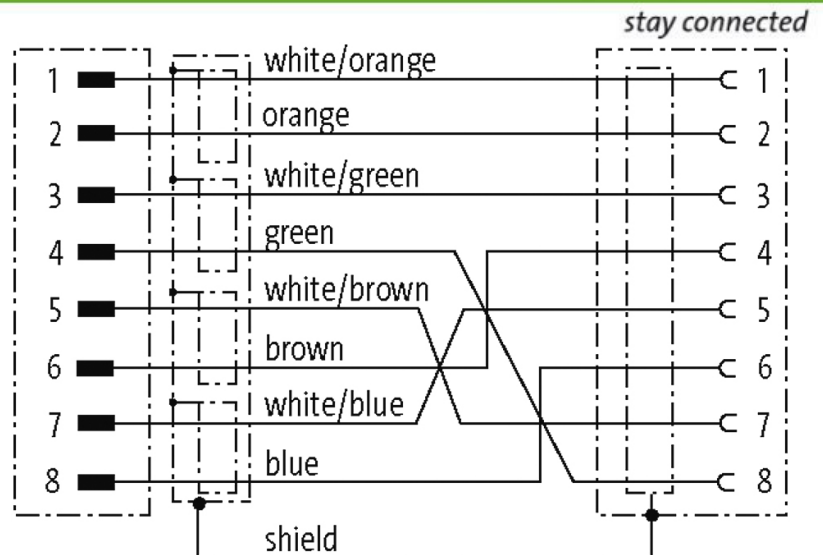 stay connected
1 white/orange 1
2 orange 2
3 white/green 3
4 green 4
5 white/brown 5
6 brown 6
7 white/blue 7
8 blue 8
shield